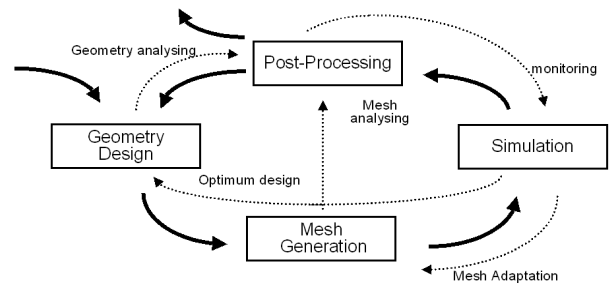 Geometry analysing
Post-Processing
monitoring
Mesh
analysing
Geometry
Design
Simulation
Optimum design
Mesh
Generation
Mesh Adaptation